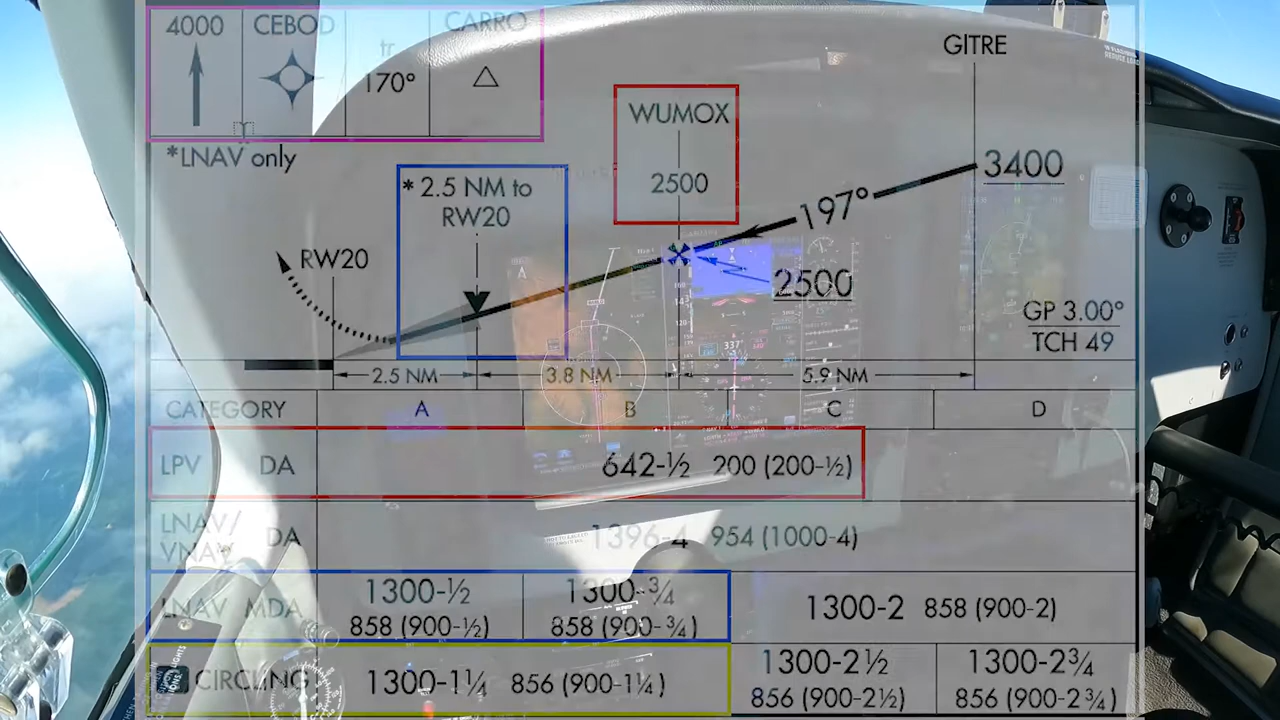 4000 CEBOD tr 170° CARRO
GITRE
WUMOX
2500
*LNAV only
* 2.5 NM to
RW20
3400
197°
RW20
2500
GP 3.00°
TCH 49
2.5 NM 3.8 NM 5.9 NM
337°
CATEGORY A B C D
LPV DA 642-½ 200 (200-½)
LNAV/
VNAV DA 1396-4 954 (1000-4)
LNAV MDA 1300-½ 1300-¾ 1300-2 858 (900-2)
858 (900-½) 858 (900-¾)
CIRCLING 1300-1¼ 856 (900-1¼) 1300-2½ 1300-2¾
856 (900-2½) 856 (900-2¾)